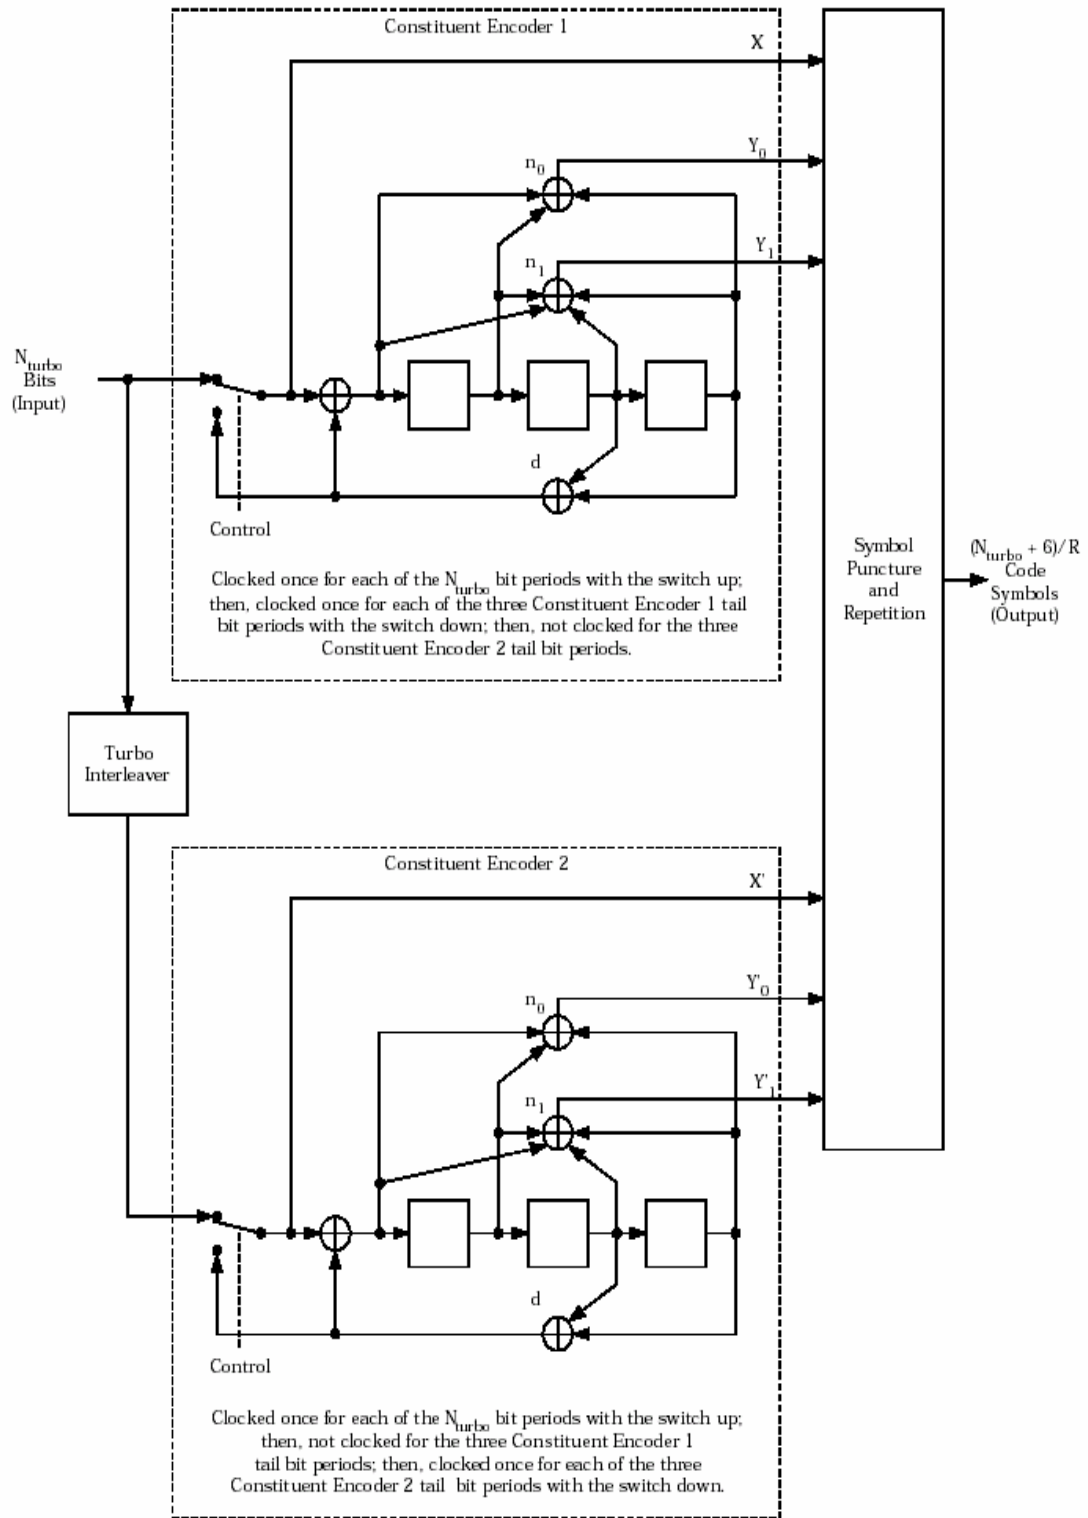 Constituent Encoder 1
X
n0
Y0
n1
Y1
Nturbo
Bits
(Input)
d
Control
Clocked once for each of the Nturbo bit periods with the switch up;
then, clocked once for each of the three Constituent Encoder 1 tail
bit periods with the switch down; then, not clocked for the three
Constituent Encoder 2 tail bit periods.
Symbol
Puncture
and
Repetition
(Nturbo + 6)/R
Code
Symbols
(Output)
Turbo
Interleaver
Constituent Encoder 2
X'
n0
Y'0
n1
Y'1
d
Control
Clocked once for each of the Nturbo bit periods with the switch up;
then, not clocked for the three Constituent Encoder 1
tail bit periods; then, clocked once for each of the three
Constituent Encoder 2 tail bit periods with the switch down.